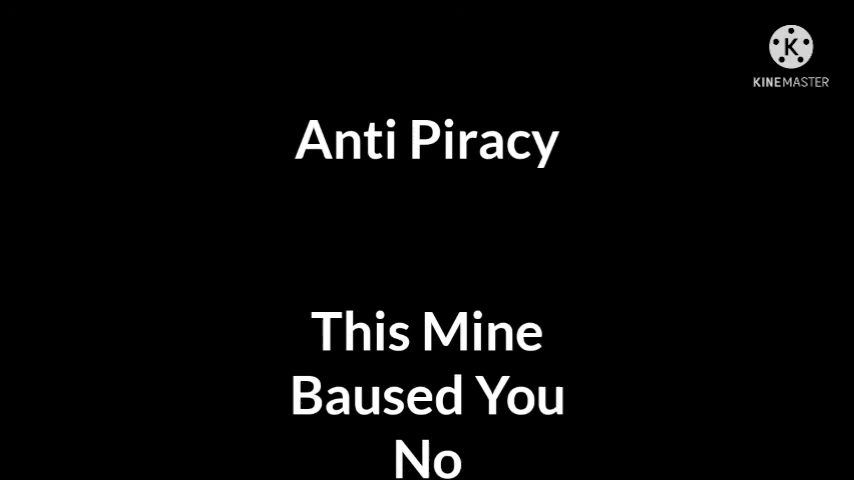 K
KINEMASTER
Anti Piracy
This Mine
Baused You
No